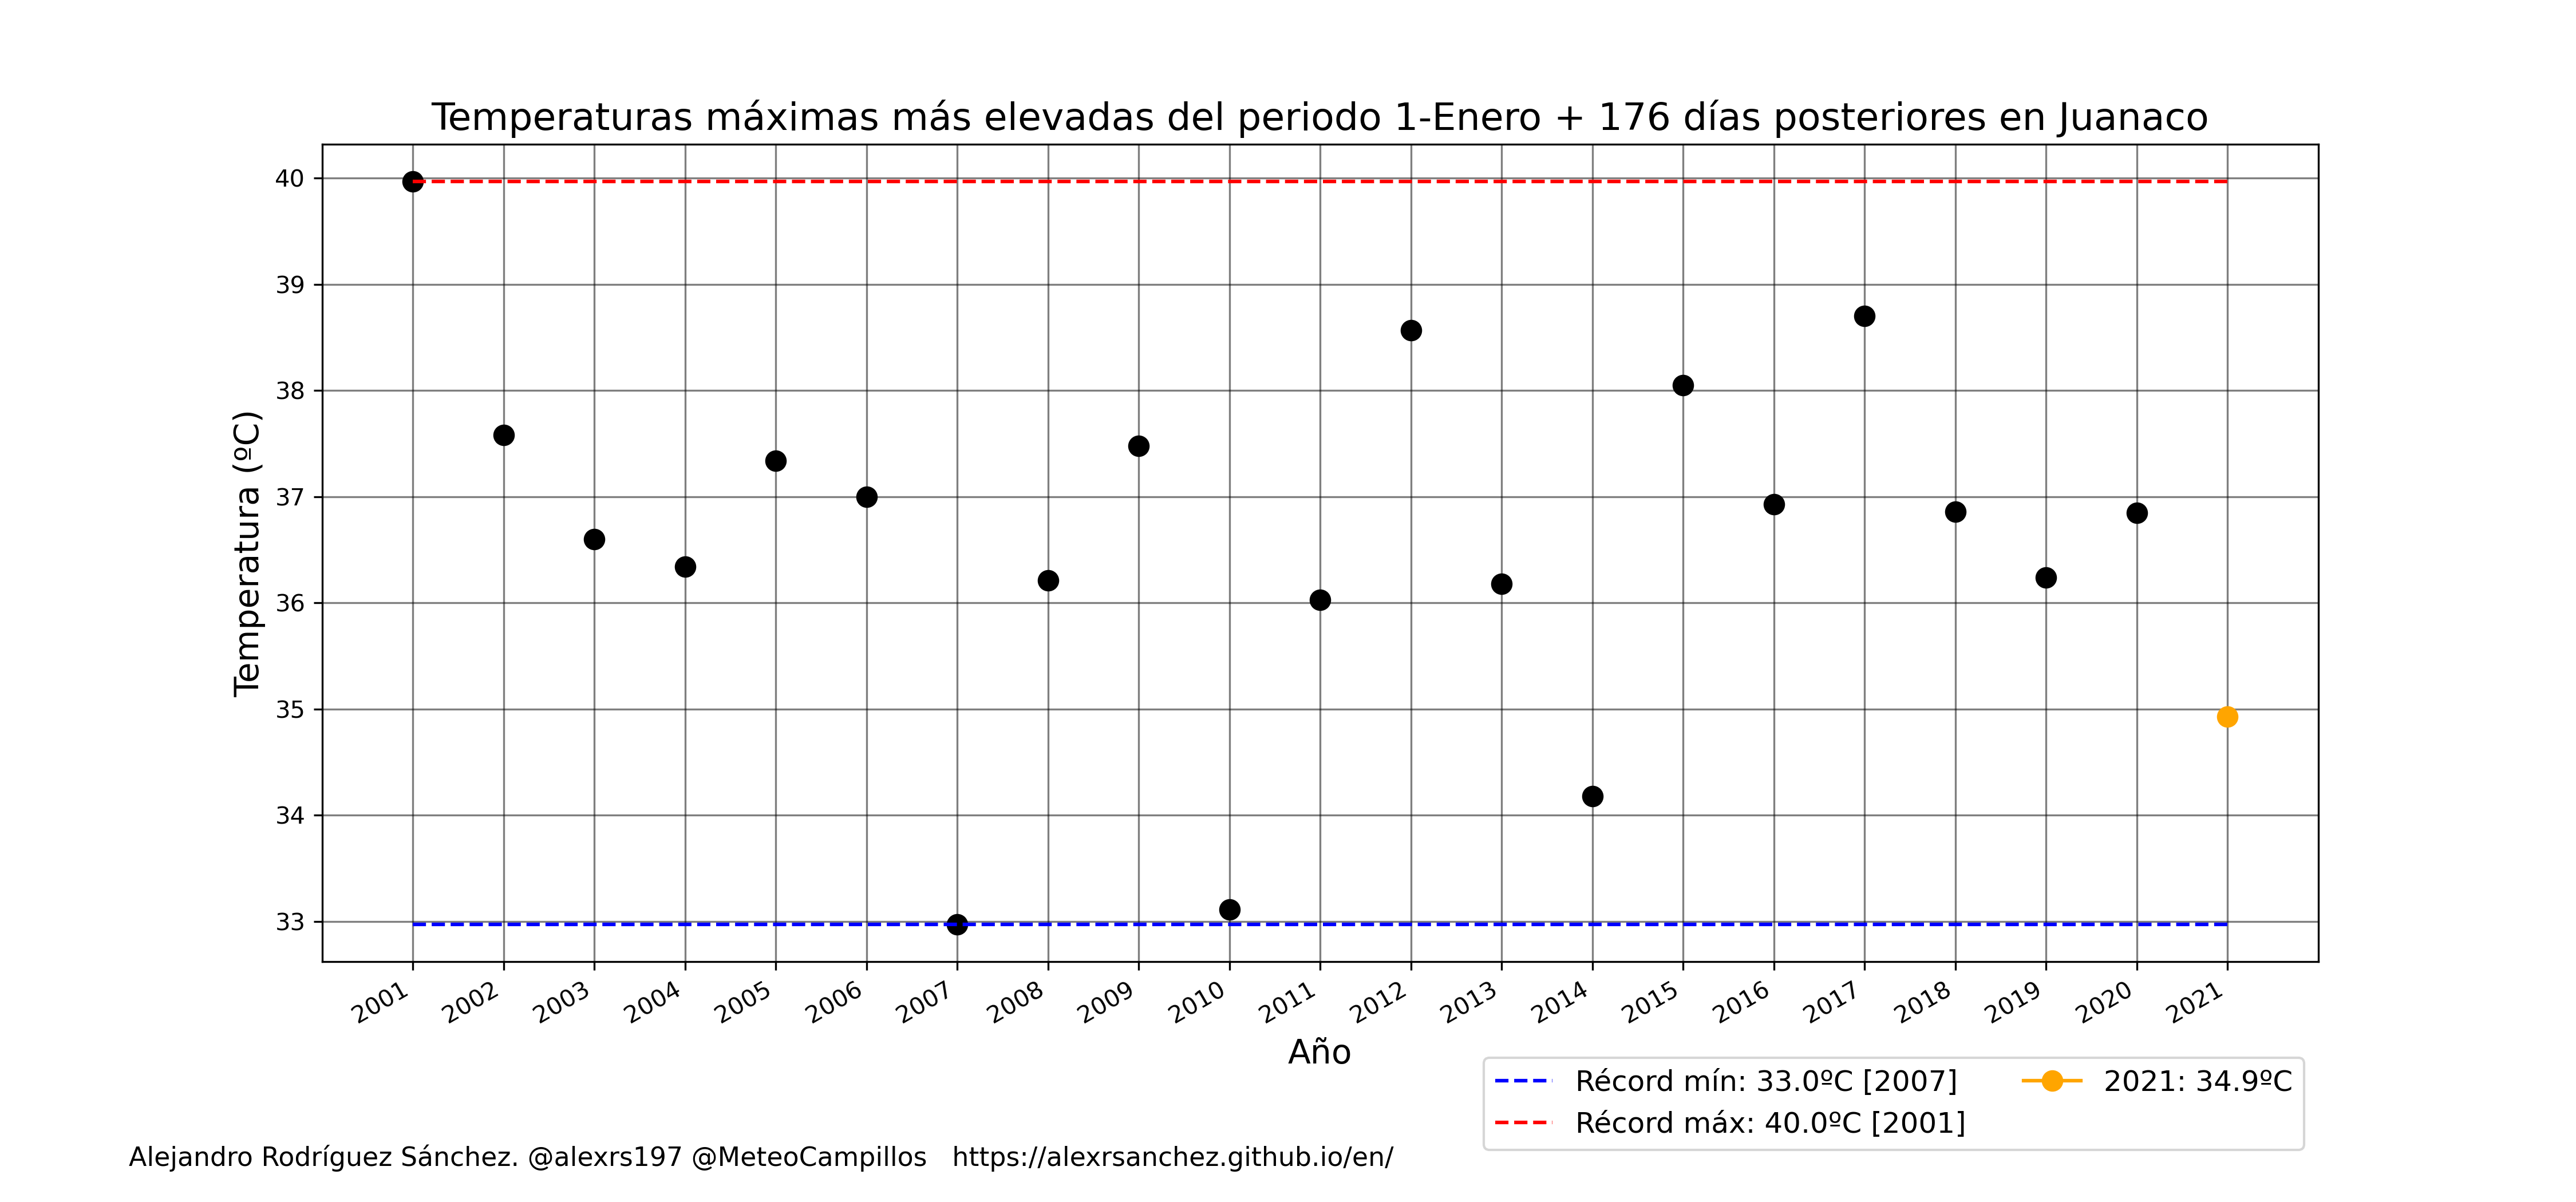 Temperaturas máximas más elevadas del periodo 1-Enero + 176 días posteriores en Juanaco
Temperatura (ºC)
40
39
38
37
36
35
34
33
2001 2002 2003 2004 2005 2006 2007 2008 2009 2010 2011 2012 2013 2014 2015 2016 2017 2018 2019 2020 2021
Año
Récord mín: 33.0ºC [2007]
Récord máx: 40.0ºC [2001]
2021: 34.9ºC
Alejandro Rodríguez Sánchez. @alexrs197 @MeteoCampillos https://alexrsanchez.github.io/en/